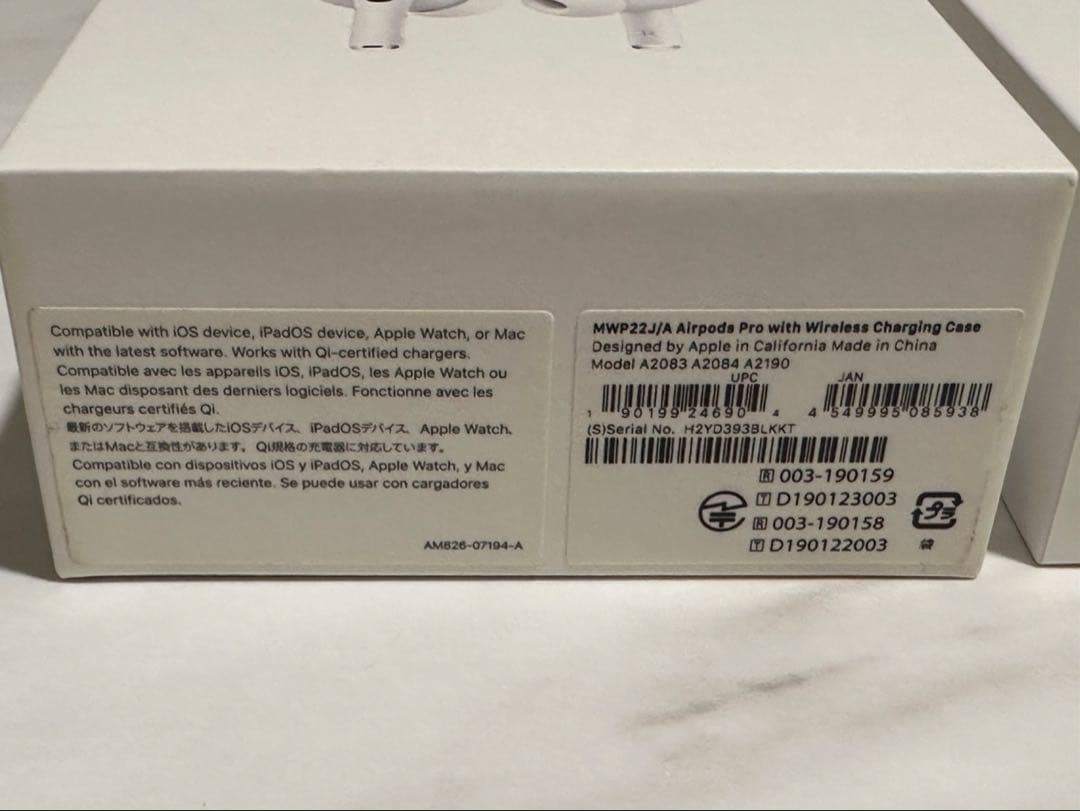 Compatible with iOS device, iPadOS device, Apple Watch, or Mac
with the latest software. Works with Qi-certified chargers.
Compatible avec les appareils iOS, iPadOS, les Apple Watch ou
les Mac disposant des derniers logiciels. Fonctionne avec les
chargeurs certifiés Qi.
最新のソフトウェアを搭載したiOSデバイス、iPadOSデバイス、Apple Watch、
またはMacと互換性があります。Qi規格の充電器に対応しています。
Compatible con dispositivos iOS y iPadOS, Apple Watch, y Mac
con el software más reciente. Se puede usar con cargadores
Qi certificados.
AM826-07194-A
MWP22J/A Airpods Pro with Wireless Charging Case
Designed by Apple in California Made in China
Model A2083 A2084 A2190
UPC JAN
1 90199 24690 4 4 549995 085938
(S)Serial No. H2YD393BLKKT
R 003-190159
T D190123003
R 003-190158
T D190122003
プラ
袋